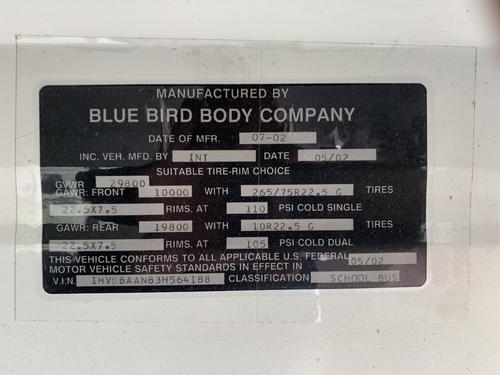 MANUFACTURED BY
BLUE BIRD BODY COMPANY
DATE OF MFR. 07-02
INC. VEH. MFD. BY INT DATE 05/02
SUITABLE TIRE-RIM CHOICE
GVWR 29800
GAWR: FRONT 10000 WITH 265/75R22.5 G TIRES
22.5X7.5 RIMS. AT 110 PSI COLD SINGLE
GAWR: REAR 19800 WITH 10R22.5 G TIRES
22.5X7.5 RIMS. AT 105 PSI COLD DUAL
THIS VEHICLE CONFORMS TO ALL APPLICABLE U.S. FEDERAL
MOTOR VEHICLE SAFETY STANDARDS IN EFFECT IN 05/02
V.I.N. 1HVBBAAN83H564188 CLASSIFICATION SCHOOL BUS